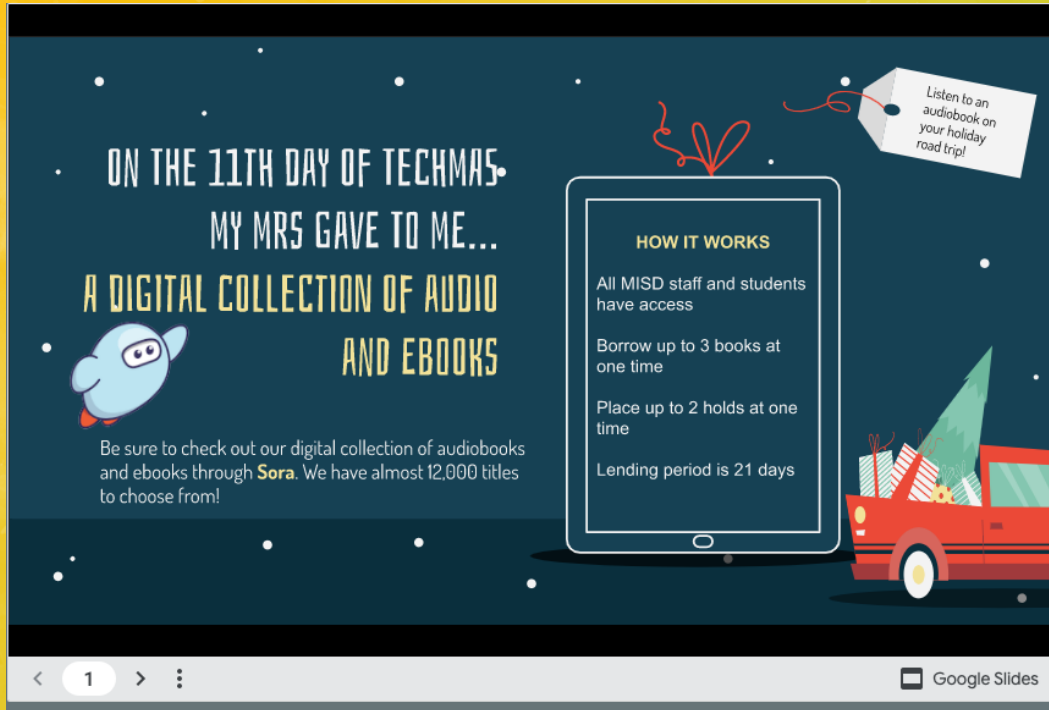 ON THE 11TH DAY OF TECHMAS
MY MRS GAVE TO ME...
A DIGITAL COLLECTION OF AUDIO
AND EBOOKS
Be sure to check out our digital collection of audiobooks
and ebooks through Sora. We have almost 12,000 titles
to choose from!
HOW IT WORKS
All MISD staff and students
have access
Borrow up to 3 books at
one time
Place up to 2 holds at one
time
Lending period is 21 days
Listen to an
audiobook on
your holiday
road trip!
1
Google Slides